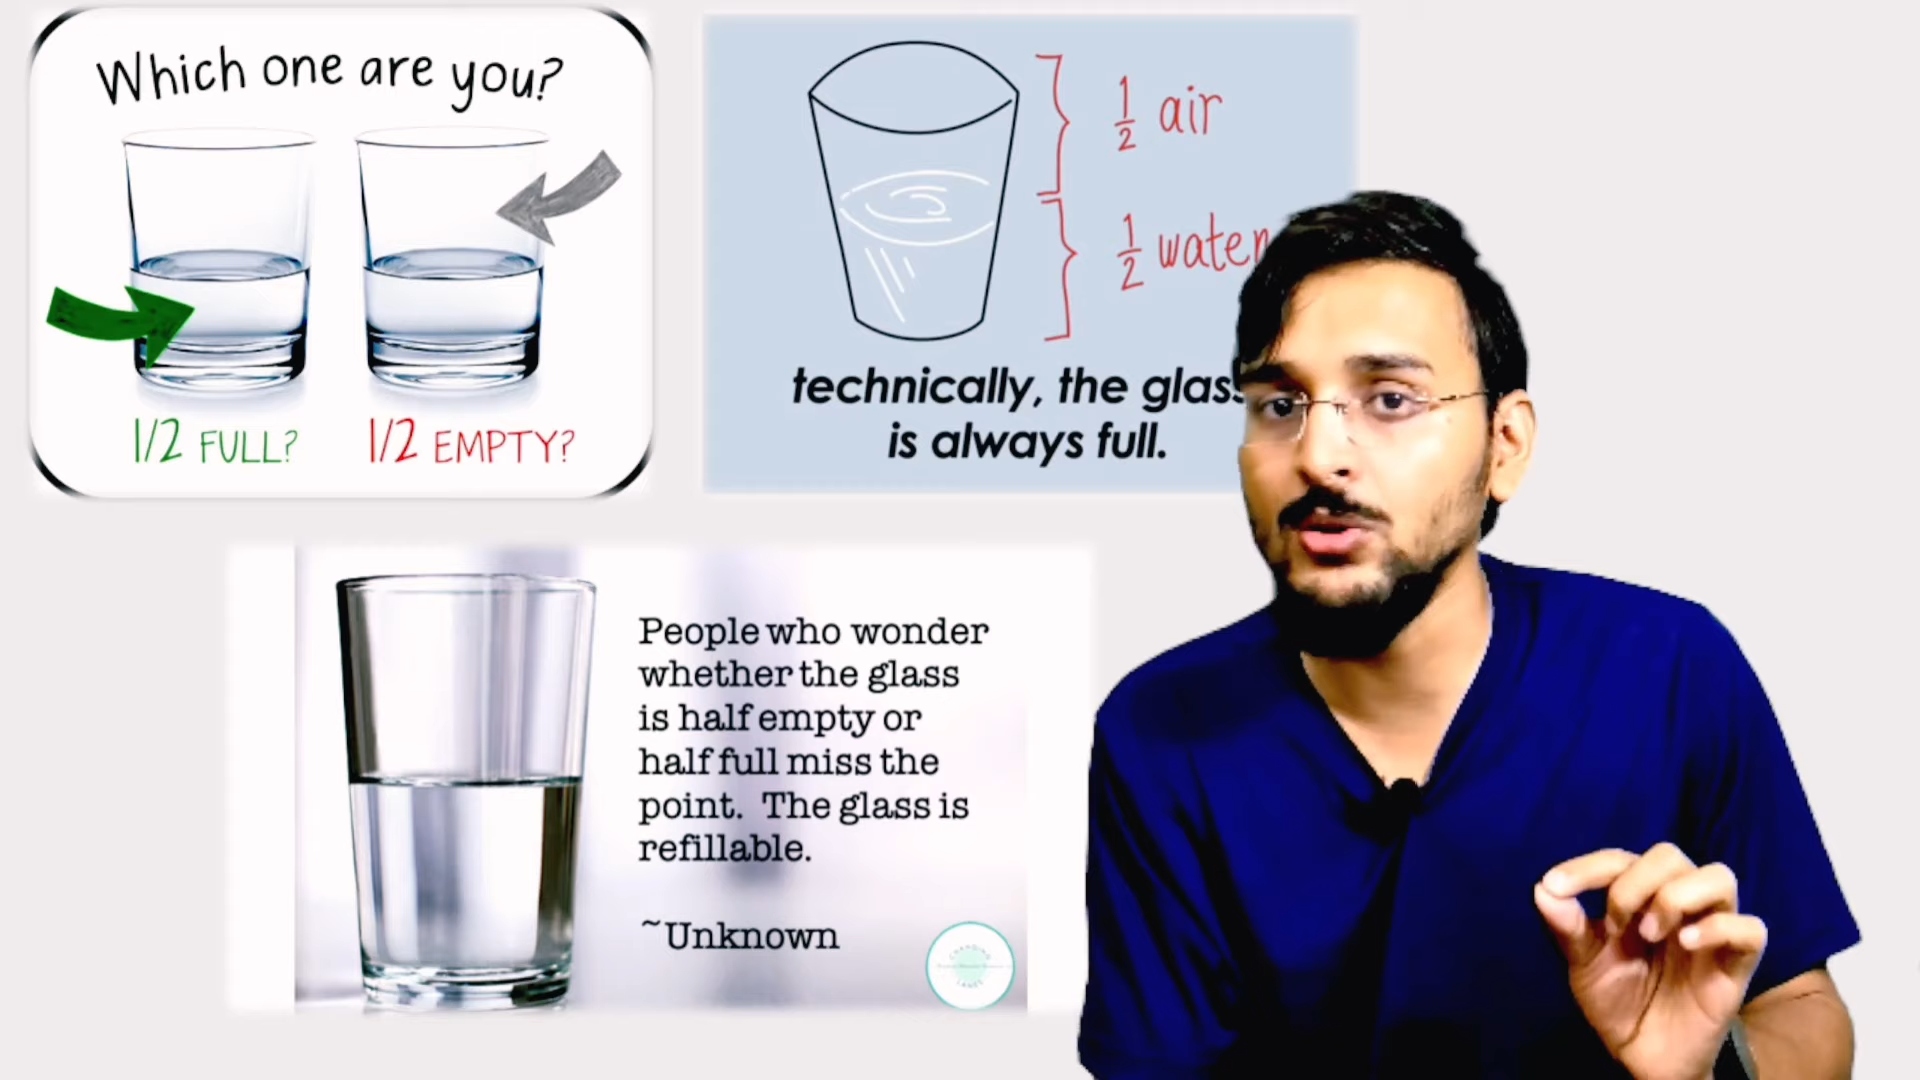 Which one are you?
1/2 FULL?
1/2 EMPTY?
1/2 air
1/2 water
technically, the glass
is always full.
People who wonder
whether the glass
is half empty or
half full miss the
point. The glass is
refillable.
~Unknown
CHANGING
LANES